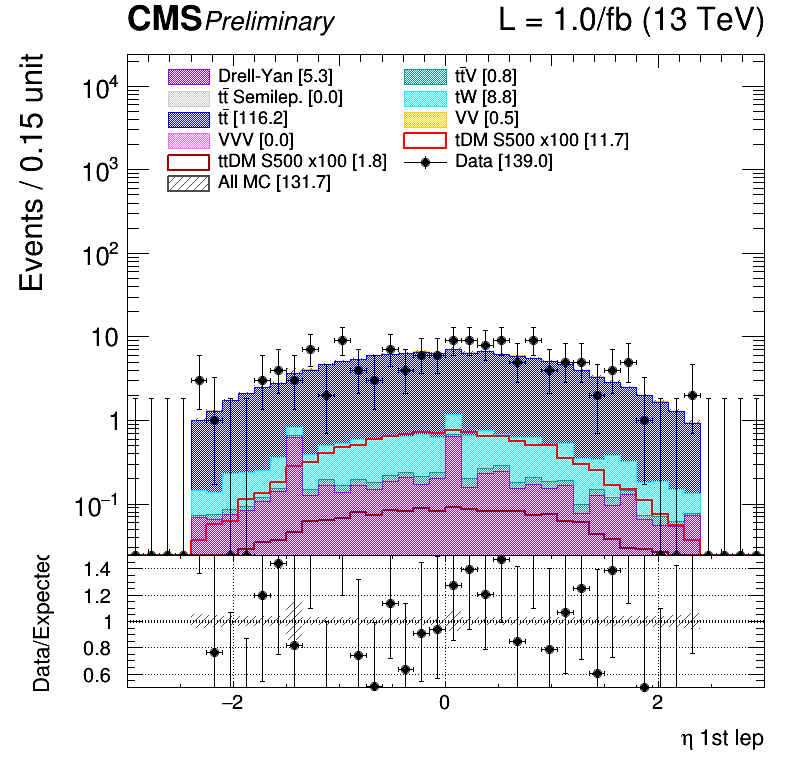 CMS Preliminary L = 1.0/fb (13 TeV)
Events / 0.15 unit
10⁴
10³
10²
10
1
10⁻¹
Drell-Yan [5.3]
tt̄V [0.8]
tt̄ Semilep. [0.0]
tW [8.8]
tt̄ [116.2]
VV [0.5]
VVV [0.0]
tDM S500 x100 [11.7]
ttDM S500 x100 [1.8]
Data [139.0]
All MC [131.7]
Data/Expected
1.4
1.2
1
0.8
0.6
−2 0 2
η 1st lep